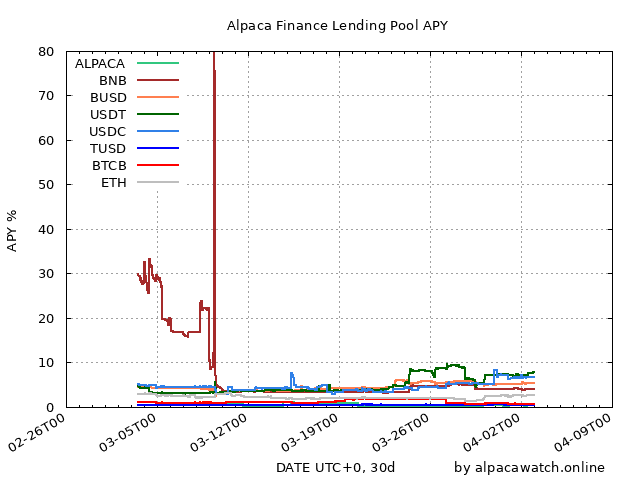 Alpaca Finance Lending Pool APY
80
70
60
50
40
30
20
10
0
APY %
ALPACA
BNB
BUSD
USDT
USDC
TUSD
BTCB
ETH
02-26T00
03-05T00
03-12T00
03-19T00
03-26T00
04-02T00
04-09T00
DATE UTC+0, 30d
by alpacawatch.online